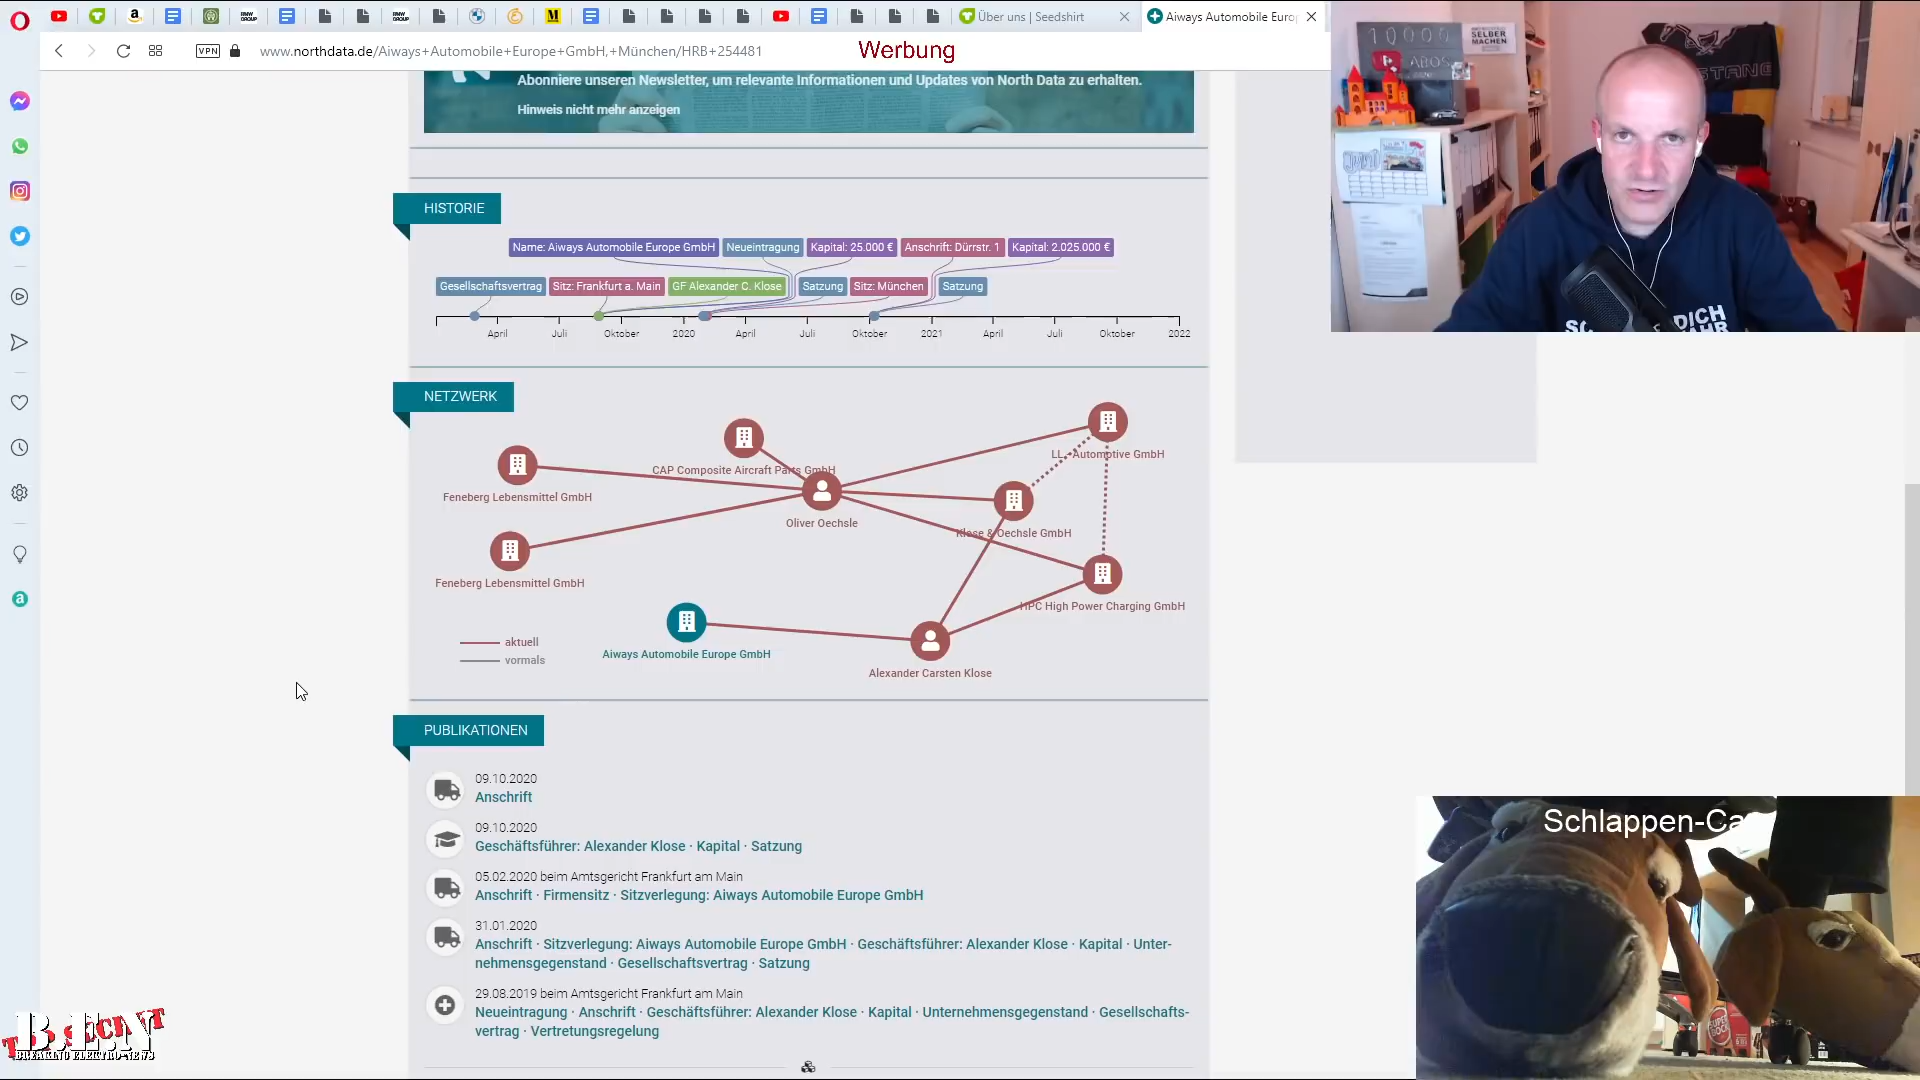 Über uns | Seedshirt
Aiways Automobile Euro
VPN
www.northdata.de/Aiways+Automobile+Europe+GmbH,+München/HRB+254481
Werbung
Abonniere unseren Newsletter, um relevante Informationen und Updates von North Data zu erhalten.
Hinweis nicht mehr anzeigen
10000
ABOS
SELBER
MACHEN
HISTORIE
Name: Aiways Automobile Europe GmbH
Neueintragung
Kapital: 25.000 €
Anschrift: Dürrstr. 1
Kapital: 2.025.000 €
Gesellschaftsvertrag
Sitz: Frankfurt a. Main
GF Alexander C. Klose
Satzung
Sitz: München
Satzung
April
Juli
Oktober
2020
April
Juli
Oktober
2021
April
Juli
Oktober
2022
NETZWERK
CAP Composite Aircraft Parts GmbH
LL - Automotive GmbH
Feneberg Lebensmittel GmbH
Oliver Oechsle
Klose & Oechsle GmbH
Feneberg Lebensmittel GmbH
HPC High Power Charging GmbH
aktuell
Aiways Automobile Europe GmbH
vormals
Alexander Carsten Klose
PUBLIKATIONEN
09.10.2020
Anschrift
09.10.2020
Geschäftsführer: Alexander Klose · Kapital · Satzung
05.02.2020 beim Amtsgericht Frankfurt am Main
Anschrift · Firmensitz · Sitzverlegung: Aiways Automobile Europe GmbH
31.01.2020
Anschrift · Sitzverlegung: Aiways Automobile Europe GmbH · Geschäftsführer: Alexander Klose · Kapital · Unter-
nehmensgegenstand · Gesellschaftsvertrag · Satzung
29.08.2019 beim Amtsgericht Frankfurt am Main
Neueintragung · Anschrift · Geschäftsführer: Alexander Klose · Kapital · Unternehmensgegenstand · Gesellschafts-
vertrag · Vertretungsregelung
Schlappen-Ca
BEN
BREAKING ELEKTRO-NEWS